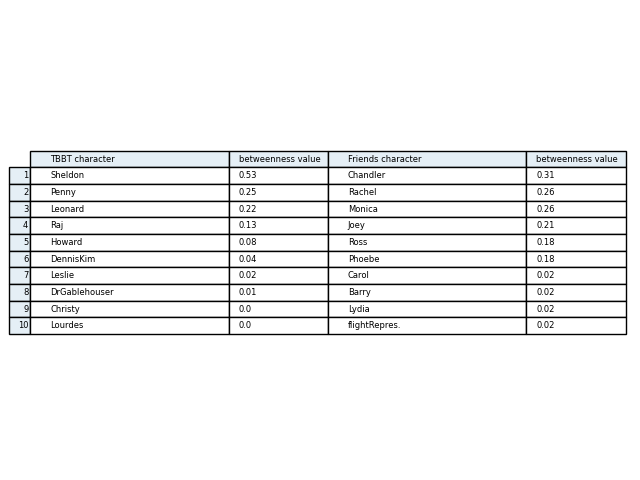 TBBT character betweenness value Friends character betweenness value
1 Sheldon 0.53 Chandler 0.31
2 Penny 0.25 Rachel 0.26
3 Leonard 0.22 Monica 0.26
4 Raj 0.13 Joey 0.21
5 Howard 0.08 Ross 0.18
6 DennisKim 0.04 Phoebe 0.18
7 Leslie 0.02 Carol 0.02
8 DrGablehouser 0.01 Barry 0.02
9 Christy 0.0 Lydia 0.02
10 Lourdes 0.0 flightRepres. 0.02